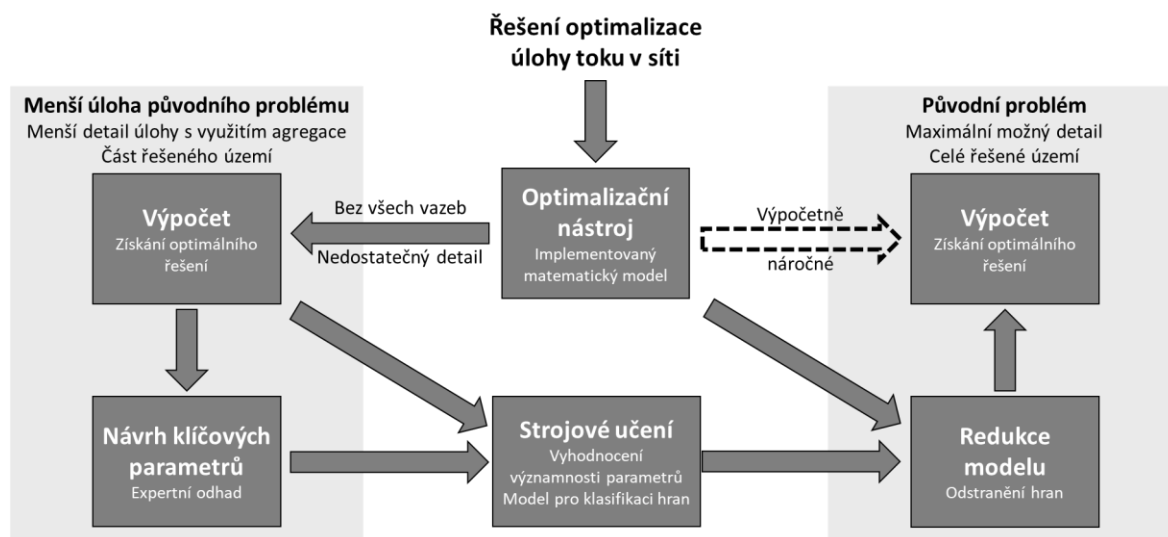 Řešení optimalizace
úlohy toku v síti
Menší úloha původního problému
Menší detail úlohy s využitím agregace
Část řešeného území
Výpočet
Získání optimálního
řešení
Bez všech vazeb
Nedostatečný detail
Optimalizační
nástroj
Implementovaný
matematický model
Výpočetně
náročné
Původní problém
Maximální možný detail
Celé řešené území
Výpočet
Získání optimálního
řešení
Návrh klíčových
parametrů
Expertní odhad
Strojové učení
Vyhodnocení
významnosti parametrů
Model pro klasifikaci hran
Redukce
modelu
Odstranění hran